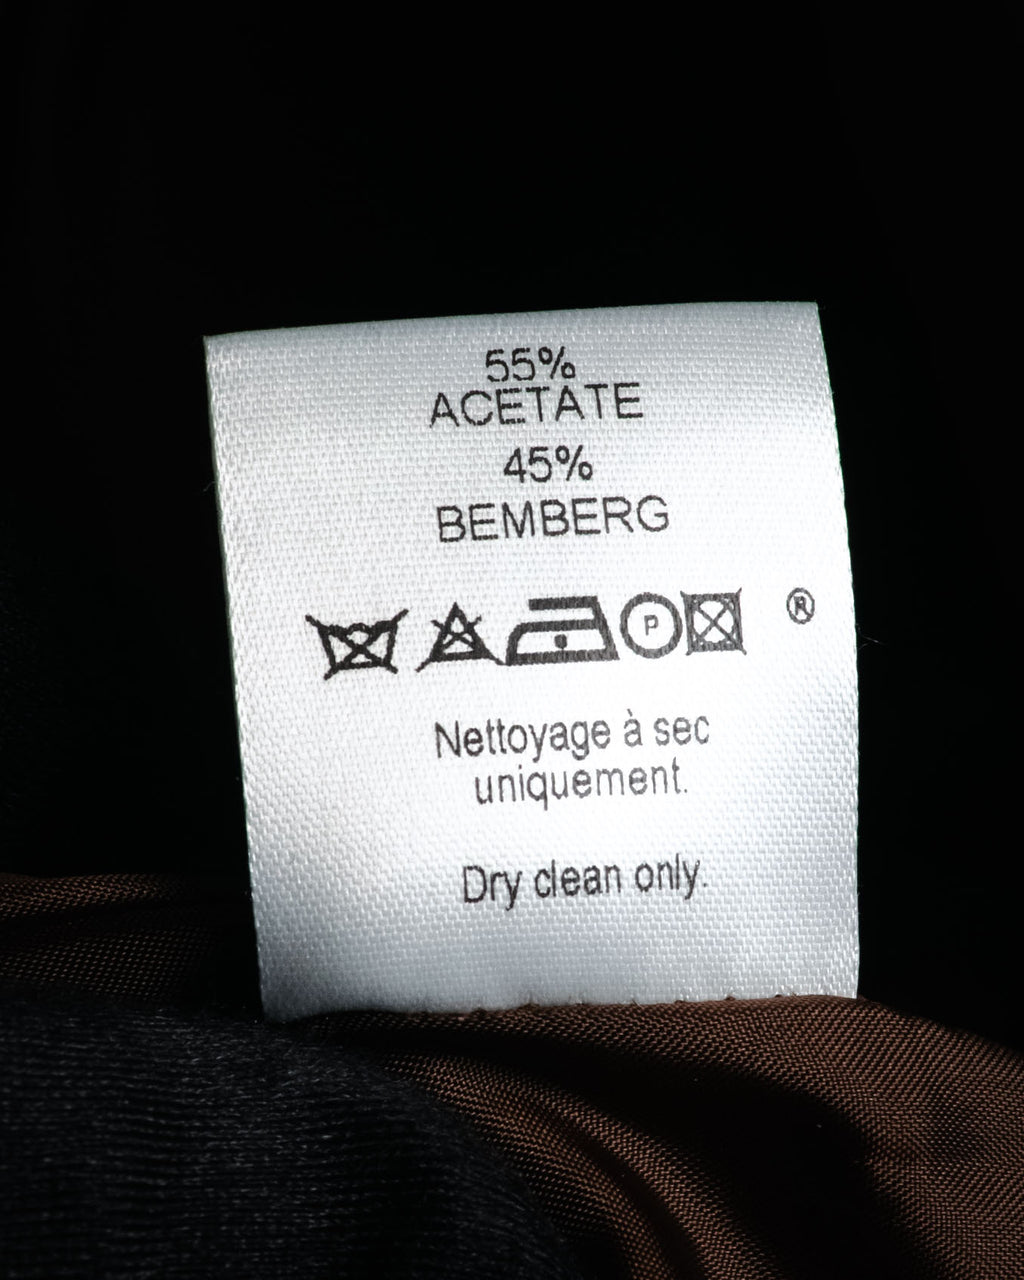 55%
ACETATE
45%
BEMBERG
P ®
Nettoyage à sec
uniquement.
Dry clean only.